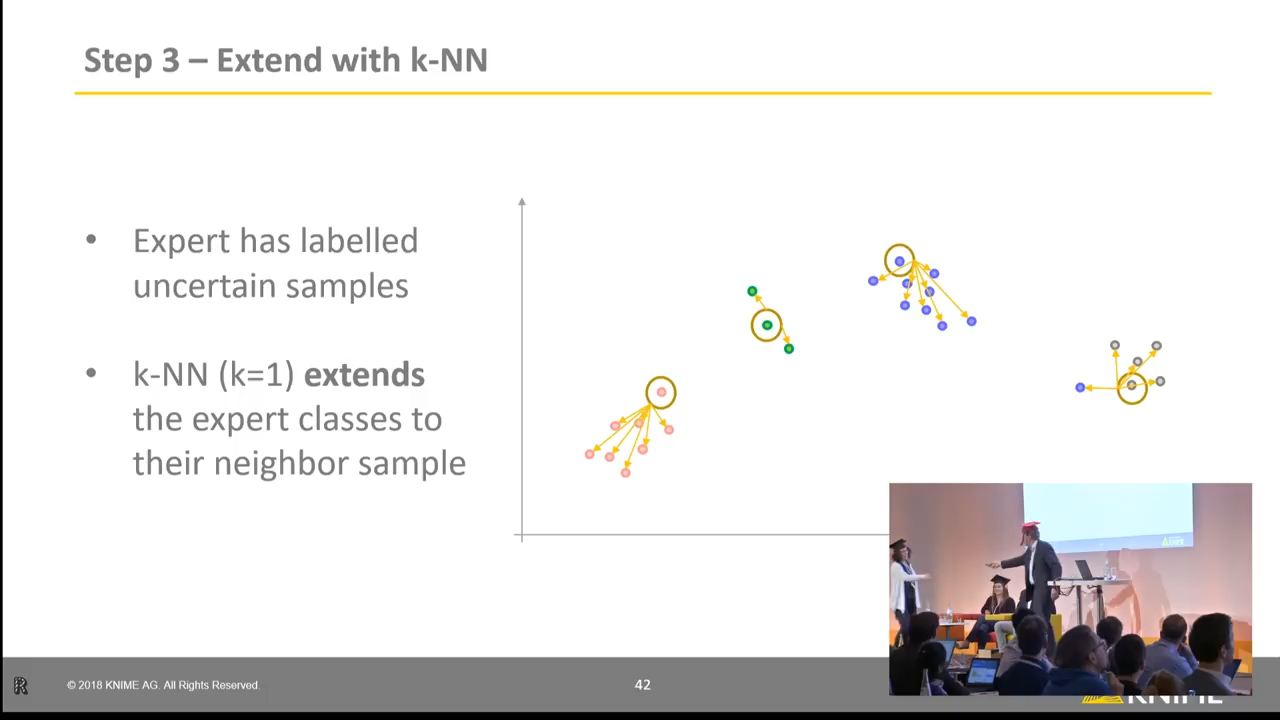 Step 3 – Extend with k-NN
• Expert has labelled
uncertain samples
• k-NN (k=1) extends
the expert classes to
their neighbor sample
© 2018 KNIME AG. All Rights Reserved.
42
KNIME